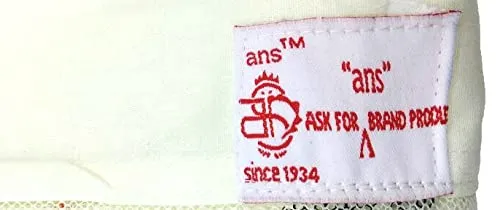 ans™
"ans"
ASK FOR BRAND
since 1934